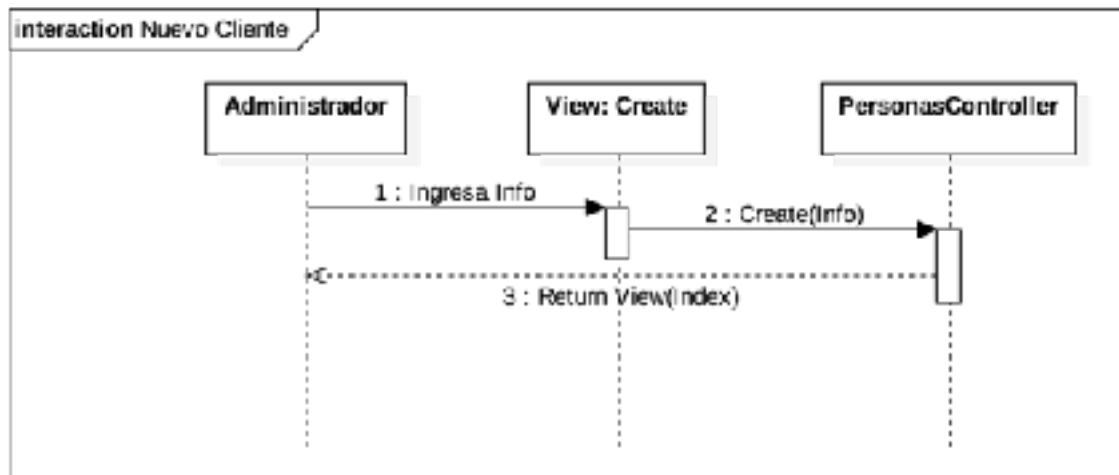 interaction Nuevo Cliente
Administrador
View: Create
PersonasController
1 : Ingresa Info
2 : Create(Info)
3 : Return View(Index)